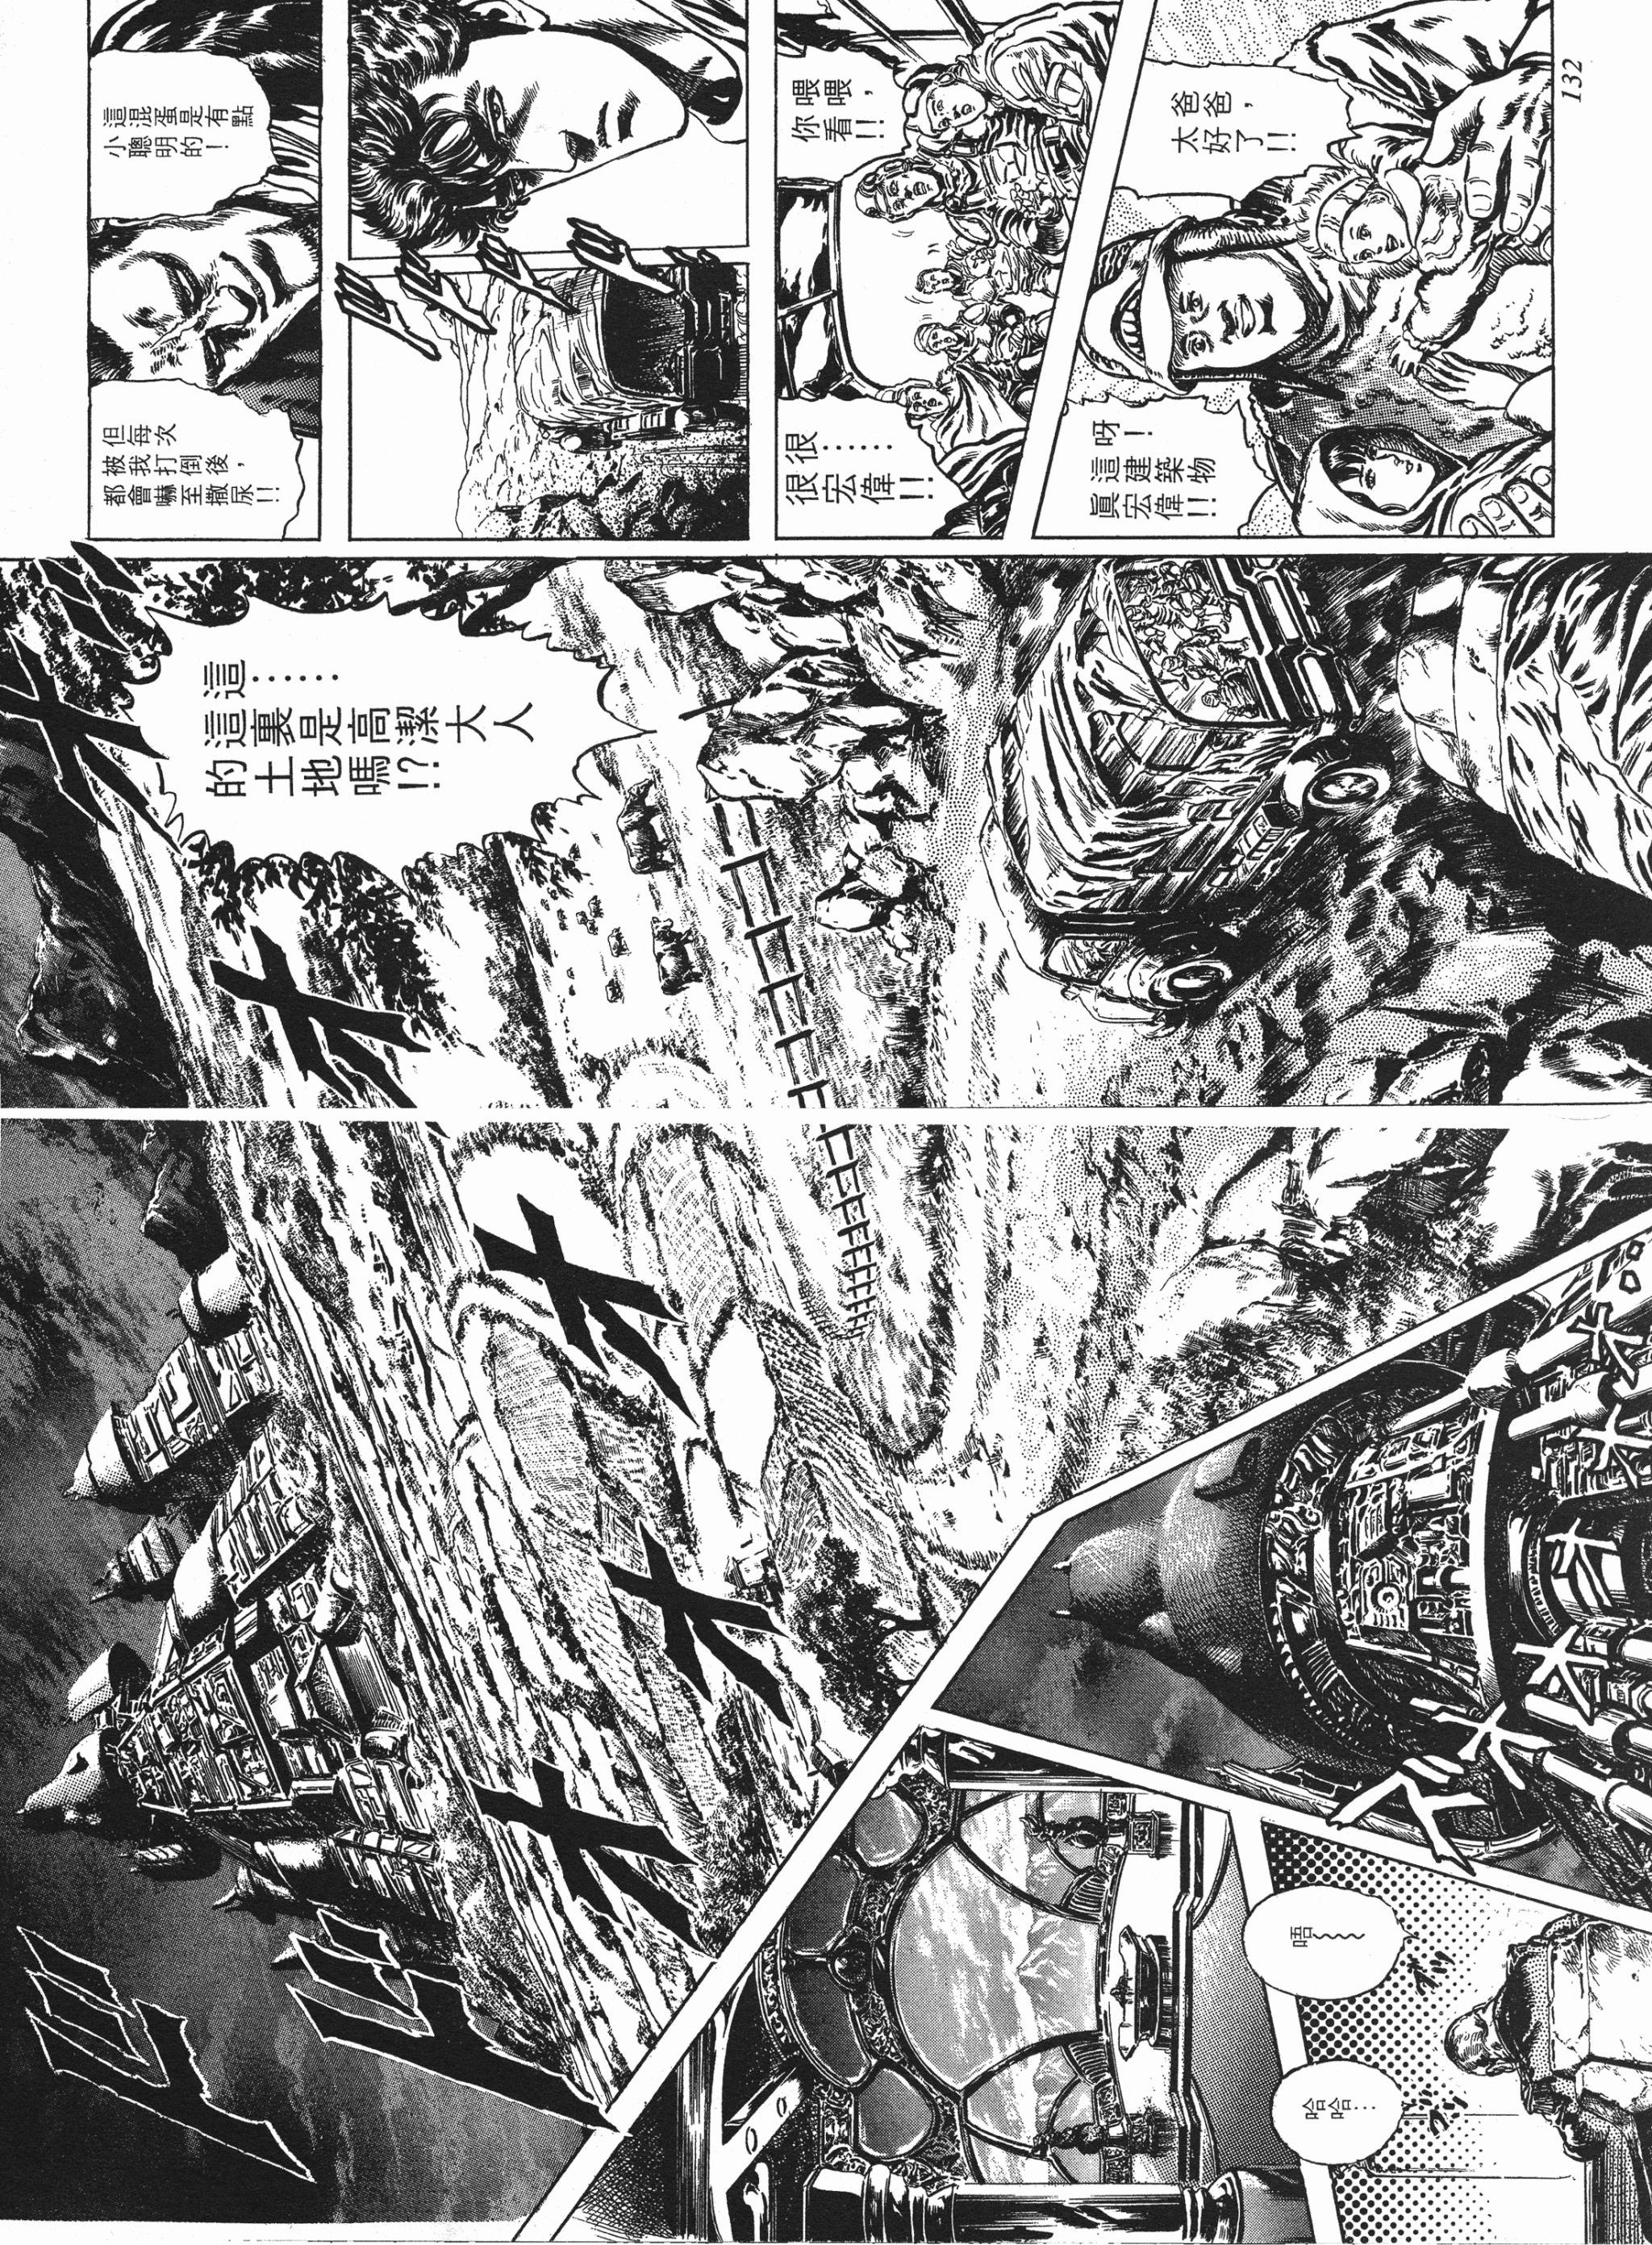 132
這混蛋是有點
小聰明的！
但每次
被我打倒後，
都會嚇至撒尿!!
喂喂，
你看!!
很……
很宏偉!!
爸爸，
太好了!!
呀！
這建築物
眞宏偉!!
這……
這裏是高潔大人
的土地嗎!?
唔~~~
哈哈…